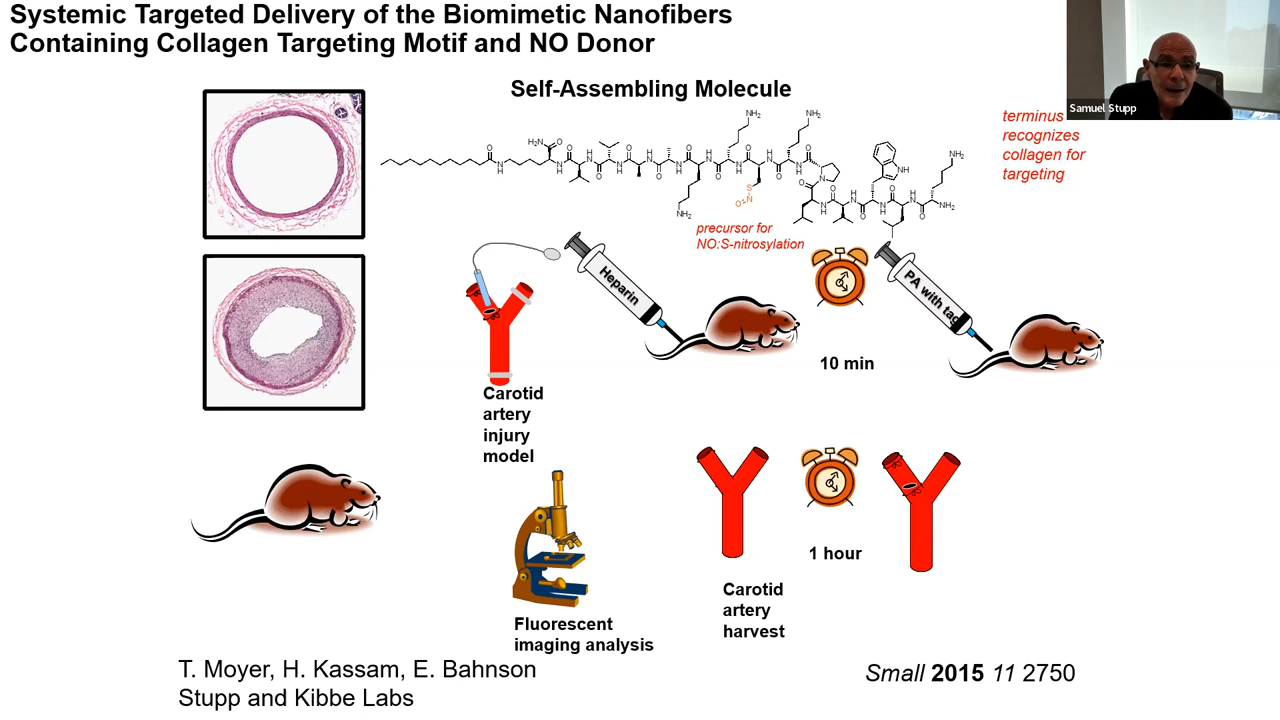 Systemic Targeted Delivery of the Biomimetic Nanofibers
Containing Collagen Targeting Motif and NO Donor
Samuel Stupp
Self-Assembling Molecule
terminus
recognizes
collagen for
targeting
precursor for
NO:S-nitrosylation
Heparin
PA with tag
10 min
Carotid
artery
injury
model
1 hour
Carotid
artery
harvest
Fluorescent
imaging analysis
T. Moyer, H. Kassam, E. Bahnson
Stupp and Kibbe Labs
Small 2015 11 2750